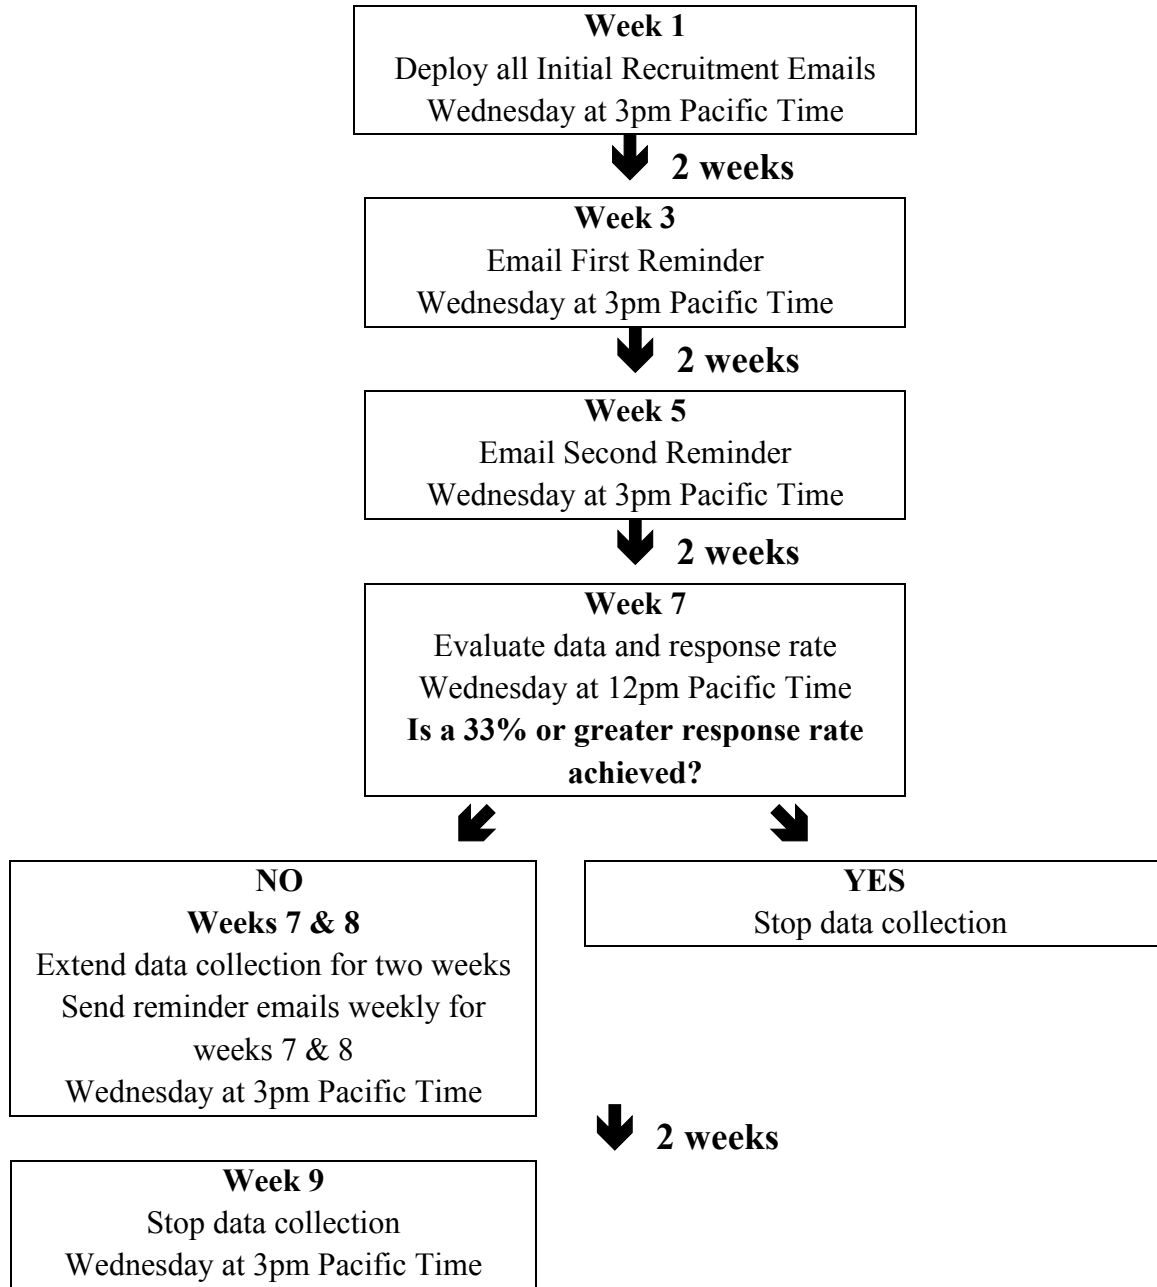 Week 1
Deploy all Initial Recruitment Emails
Wednesday at 3pm Pacific Time
2 weeks
Week 3
Email First Reminder
Wednesday at 3pm Pacific Time
2 weeks
Week 5
Email Second Reminder
Wednesday at 3pm Pacific Time
2 weeks
Week 7
Evaluate data and response rate
Wednesday at 12pm Pacific Time
Is a 33% or greater response rate
achieved?
NO
Weeks 7 & 8
Extend data collection for two weeks
Send reminder emails weekly for
weeks 7 & 8
Wednesday at 3pm Pacific Time
YES
Stop data collection
2 weeks
Week 9
Stop data collection
Wednesday at 3pm Pacific Time